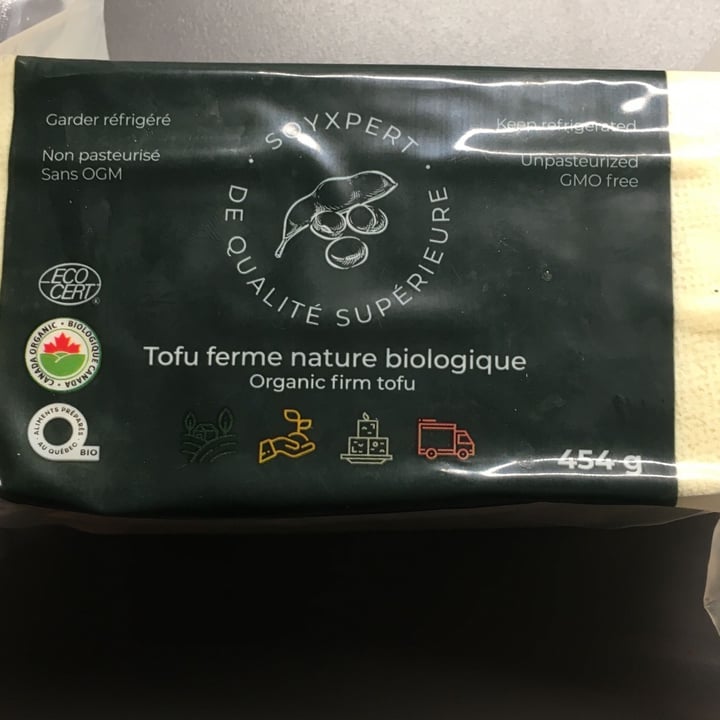 Garder réfrigéré
Non pasteurisé
Sans OGM
SOYXPERT
DE QUALITÉ SUPÉRIEURE
Keep refrigerated
Unpasteurized
GMO free
ECO
CERT
CANADA ORGANIC • BIOLOGIQUE CANADA
ALIMENTS PRÉPARÉS
AU QUÉBEC
BIO
Tofu ferme nature biologique
Organic firm tofu
454 g